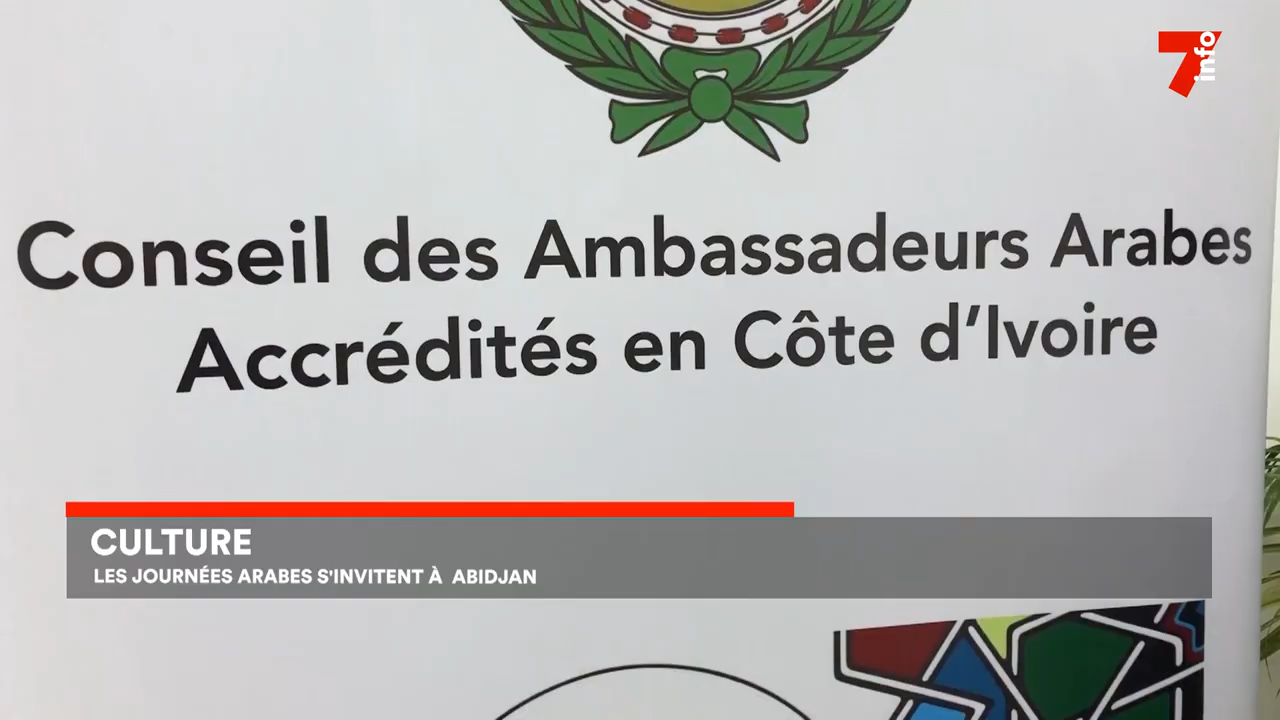 7info
Conseil des Ambassadeurs Arabes
Accrédités en Côte d'Ivoire
CULTURE
LES JOURNÉES ARABES S'INVITENT À ABIDJAN